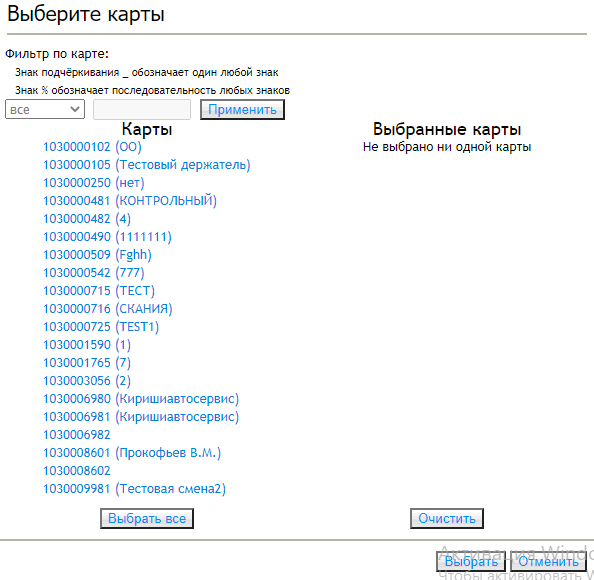 Выберите карты
Фильтр по карте:
Знак подчёркивания _ обозначает один любой знак
Знак % обозначает последовательность любых знаков
все Применить
Карты Выбранные карты
1030000102 (ОО) Не выбрано ни одной карты
1030000105 (Тестовый держатель)
1030000250 (нет)
1030000481 (КОНТРОЛЬНЫЙ)
1030000482 (4)
1030000490 (1111111)
1030000509 (Fghh)
1030000542 (777)
1030000715 (ТЕСТ)
1030000716 (СКАНИЯ)
1030000725 (TEST1)
1030001590 (1)
1030001765 (7)
1030003056 (2)
1030006980 (Киришиавтосервис)
1030006981 (Киришиавтосервис)
1030006982
1030008601 (Прокофьев В.М.)
1030008602
1030009981 (Тестовая смена2)
Выбрать все Очистить
Активация Windo
Выбрать Отменить
Чтобы активировать W